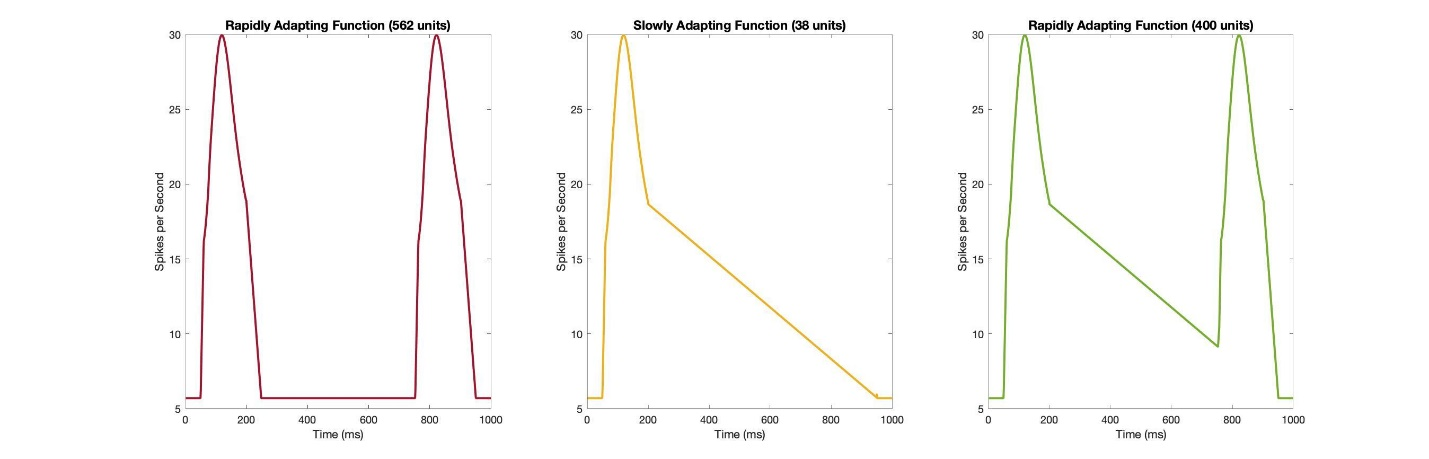 Rapidly Adapting Function (562 units)
30
25
20
15
10
5
Spikes per Second
0 200 400 600 800 1000
Time (ms)
Slowly Adapting Function (38 units)
30
25
20
15
10
5
Spikes per Second
0 200 400 600 800 1000
Time (ms)
Rapidly Adapting Function (400 units)
30
25
20
15
10
5
Spikes per Second
0 200 400 600 800 1000
Time (ms)